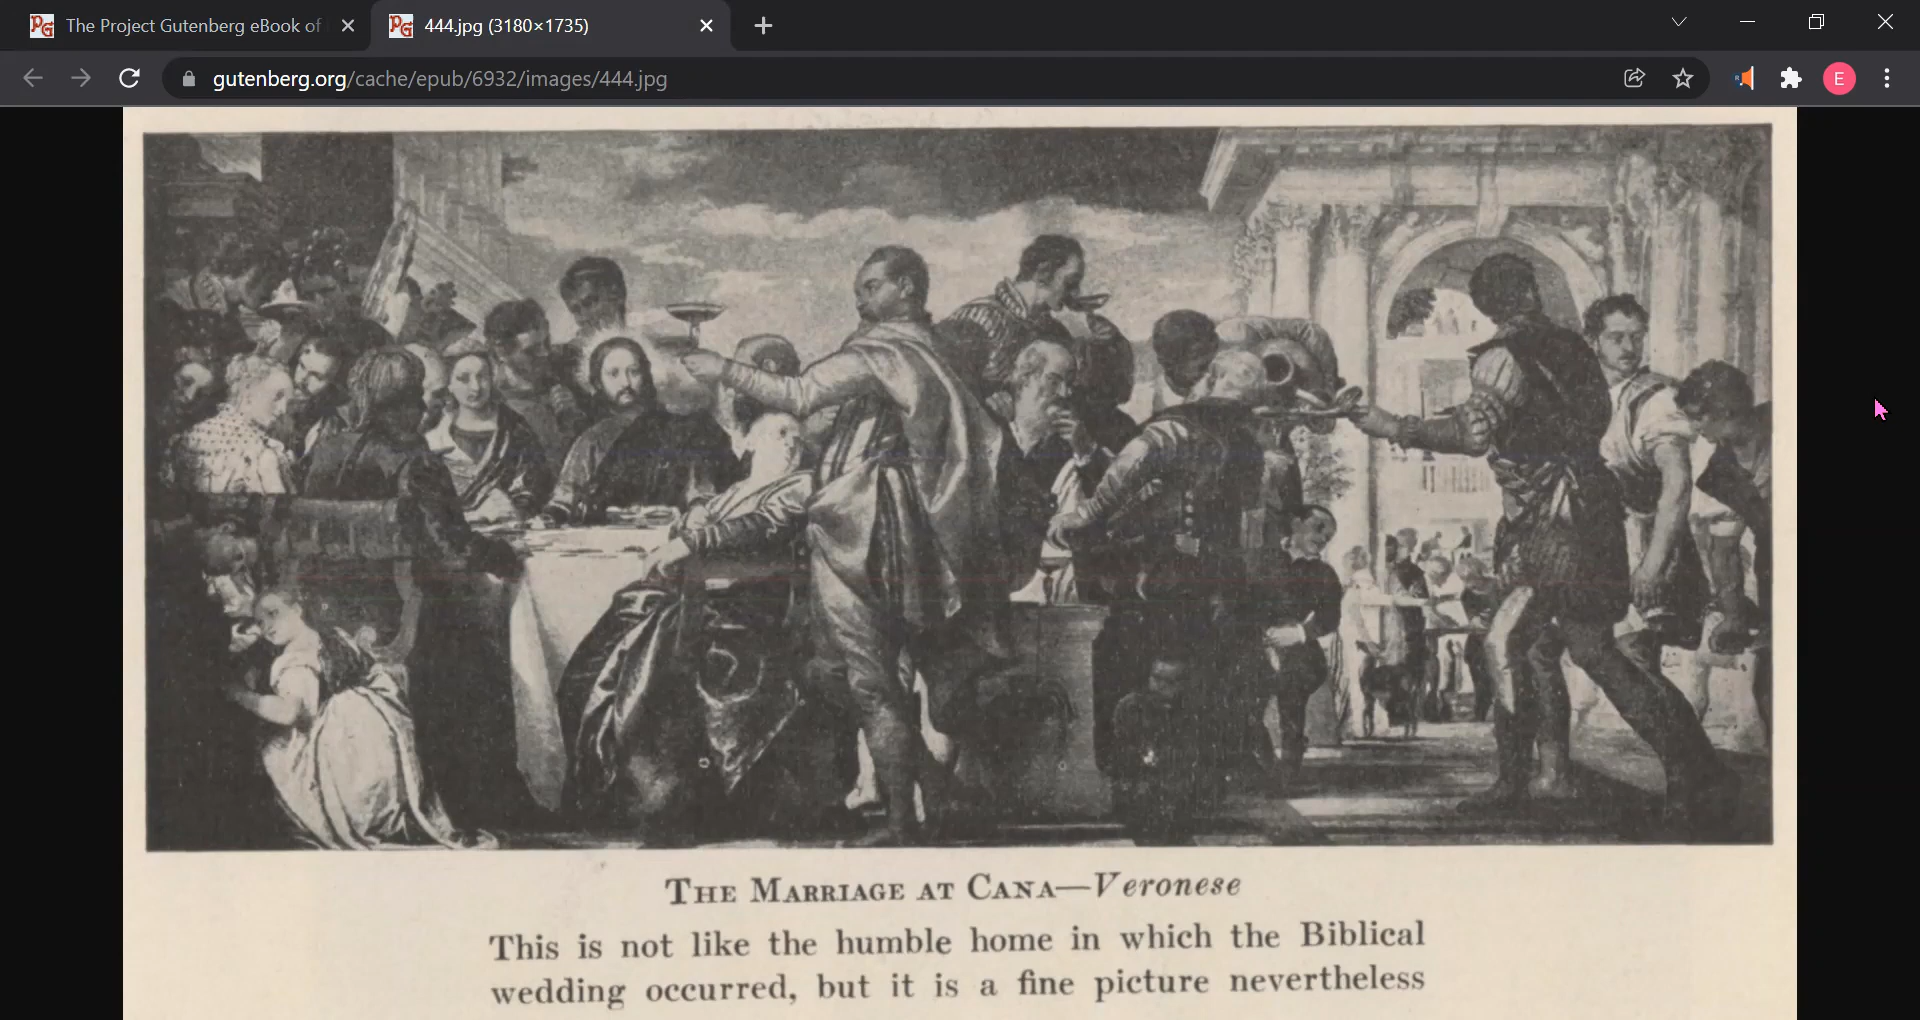 The Project Gutenberg eBook of
444.jpg (3180×1735)
gutenberg.org/cache/epub/6932/images/444.jpg
E
The Marriage at Cana—Veronese
This is not like the humble home in which the Biblical
wedding occurred, but it is a fine picture nevertheless